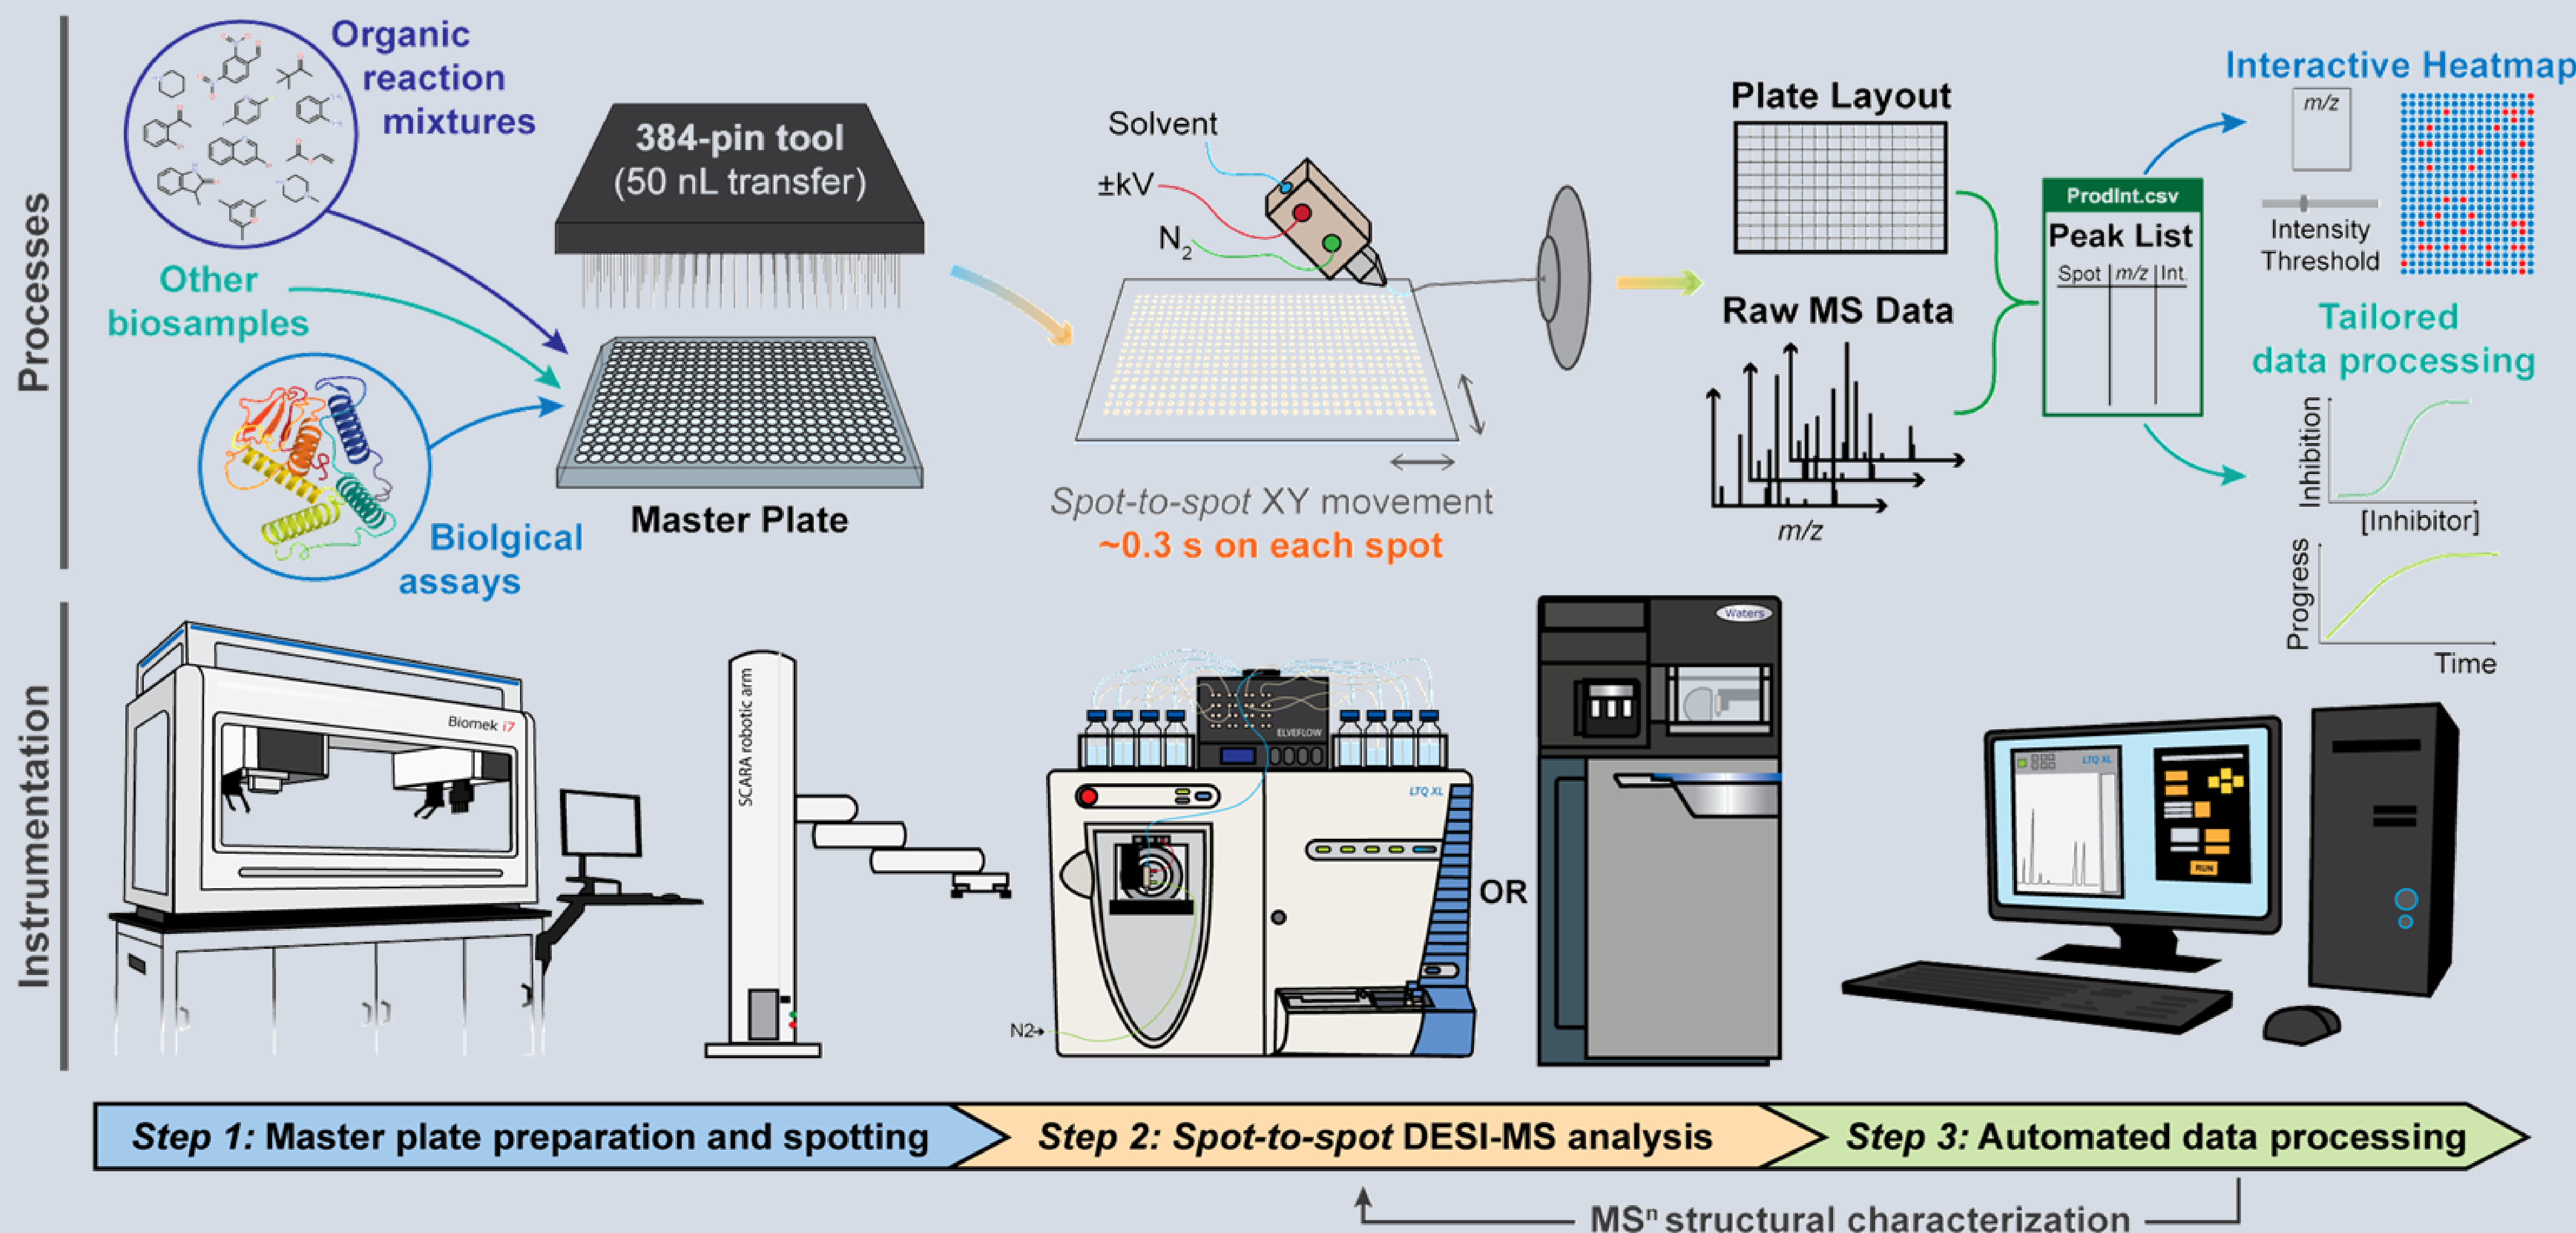 Processes
Organic
reaction
mixtures
Other
biosamples
Biolgical
assays
384-pin tool
(50 nL transfer)
Master Plate
Solvent
±kV
N₂
Spot-to-spot XY movement
~0.3 s on each spot
Plate Layout
Raw MS Data
m/z
ProdInt.csv
Peak List
Spot m/z Int.
Interactive Heatmap
m/z
Intensity
Threshold
Tailored
data processing
Inhibition
[Inhibitor]
Progress
Time
Instrumentation
Biomek i7
SCARA robotic arm
ELVEFLOW
LTQ XL
N2→
OR
Waters
LTQ XL
RUN
Step 1: Master plate preparation and spotting
Step 2: Spot-to-spot DESI-MS analysis
Step 3: Automated data processing
MSⁿ structural characterization